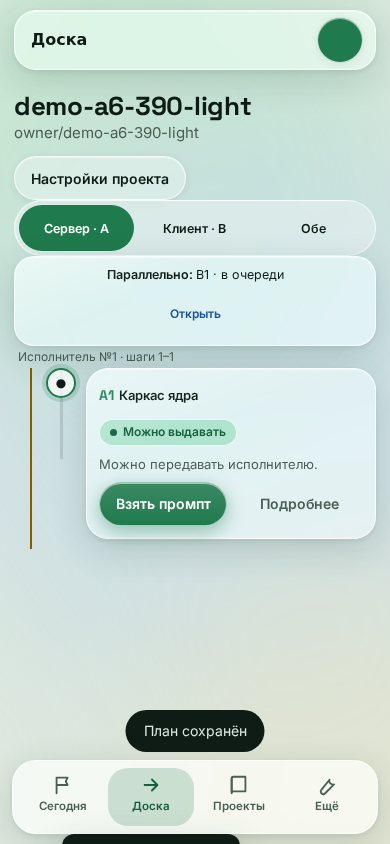 Доска
demo-a6-390-light
owner/demo-a6-390-light
Настройки проекта
Сервер · A
Клиент · B
Обе
Параллельно: B1 · в очереди
Открыть
Исполнитель №1 · шаги 1–1
A1 Каркас ядра
Можно выдавать
Можно передавать исполнителю.
Взять промпт
Подробнее
План сохранён
Сегодня
Доска
Проекты
Ещё